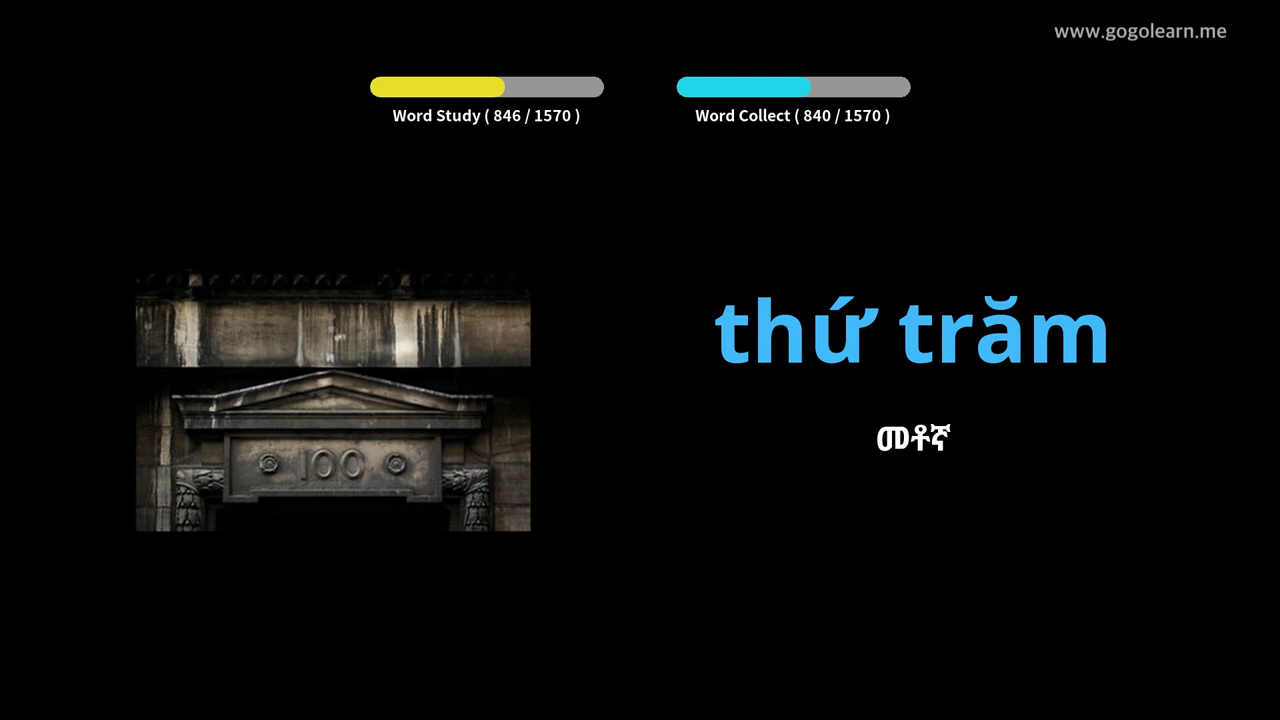 www.gogolearn.me
Word Study ( 846 / 1570 )
Word Collect ( 840 / 1570 )
thứ trăm
መቶኛ
100